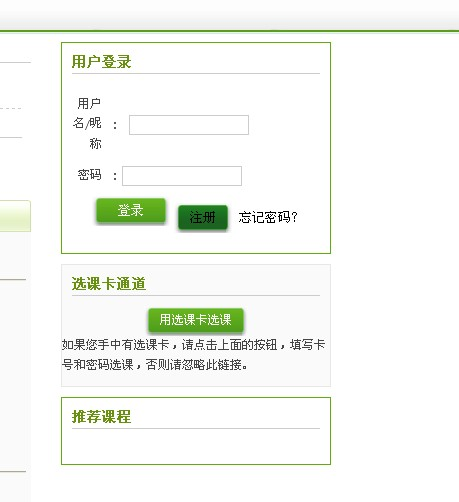 用户登录
用户
名/昵 :
称
密码 :
登录 注册 忘记密码?
选课卡通道
用选课卡选课
如果您手中有选课卡，请点击上面的按钮，填写卡
号和密码选课，否则请忽略此链接。
推荐课程